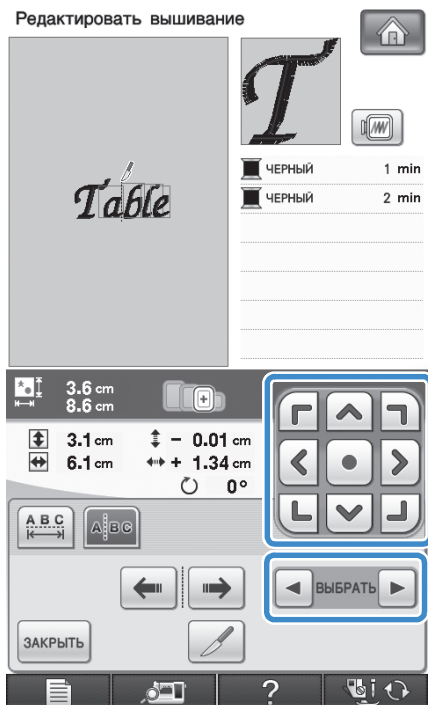 Редактировать вышивание
T
Table
ЧЕРНЫЙ 1 min
ЧЕРНЫЙ 2 min
3.6 cm
8.6 cm
3.1 cm - 0.01 cm
6.1 cm + 1.34 cm
0°
ABC
A BC
ВЫБРАТЬ
ЗАКРЫТЬ
?